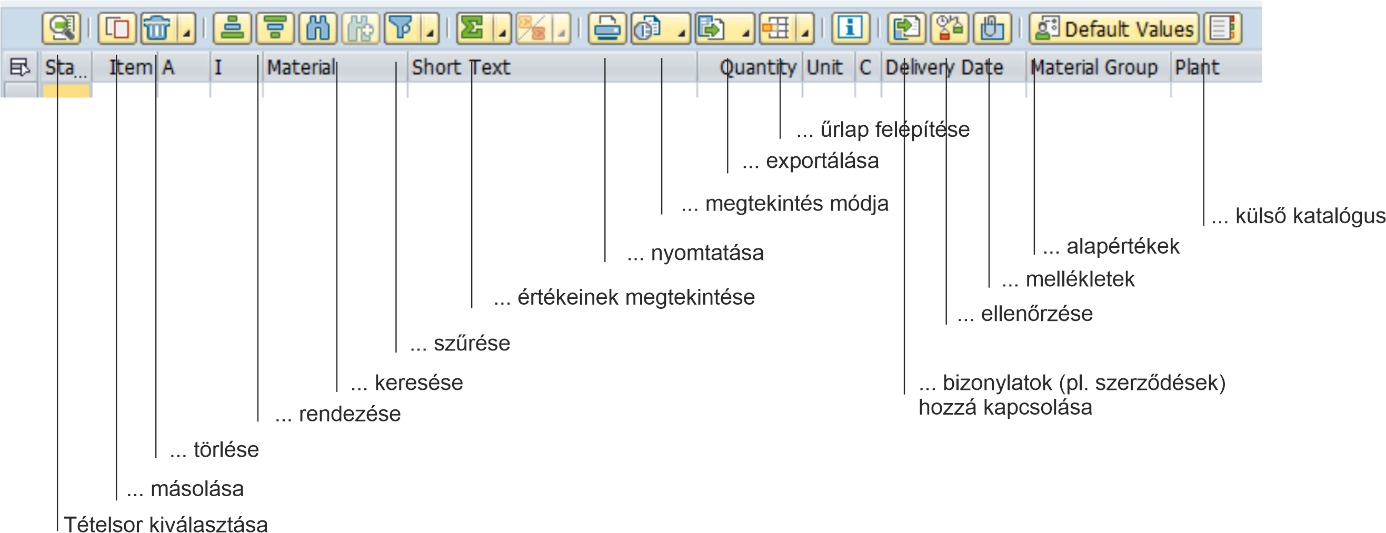 Default Values
Sta... Item A I Material Short Text Quantity Unit C Delivery Date Material Group Plant
... űrlap felépítése
... exportálása
... megtekintés módja
... külső katalógus
... alapértékek
... nyomtatása
... mellékletek
... értékeinek megtekintése
... ellenőrzése
... szűrése
... keresése
... bizonylatok (pl. szerződések)
hozzá kapcsolása
... rendezése
... törlése
... másolása
Tételsor kiválasztása